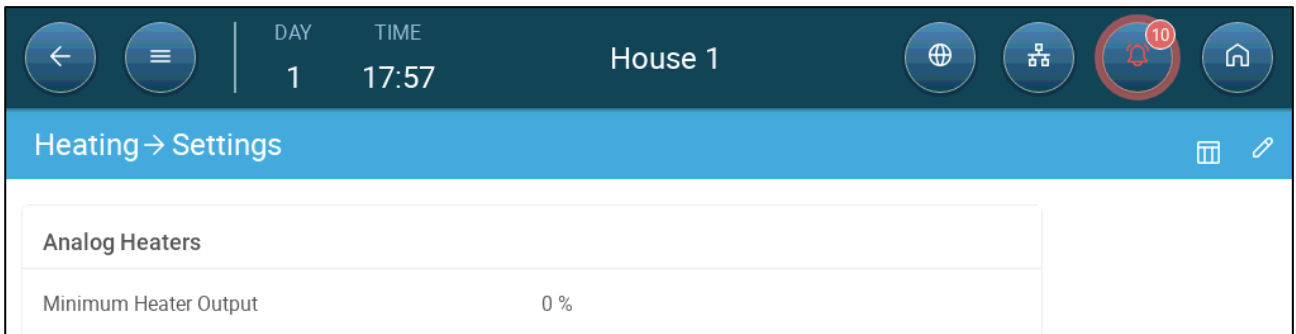 DAY TIME
1 17:57
House 1
10
Heating → Settings
Analog Heaters
Minimum Heater Output 0 %